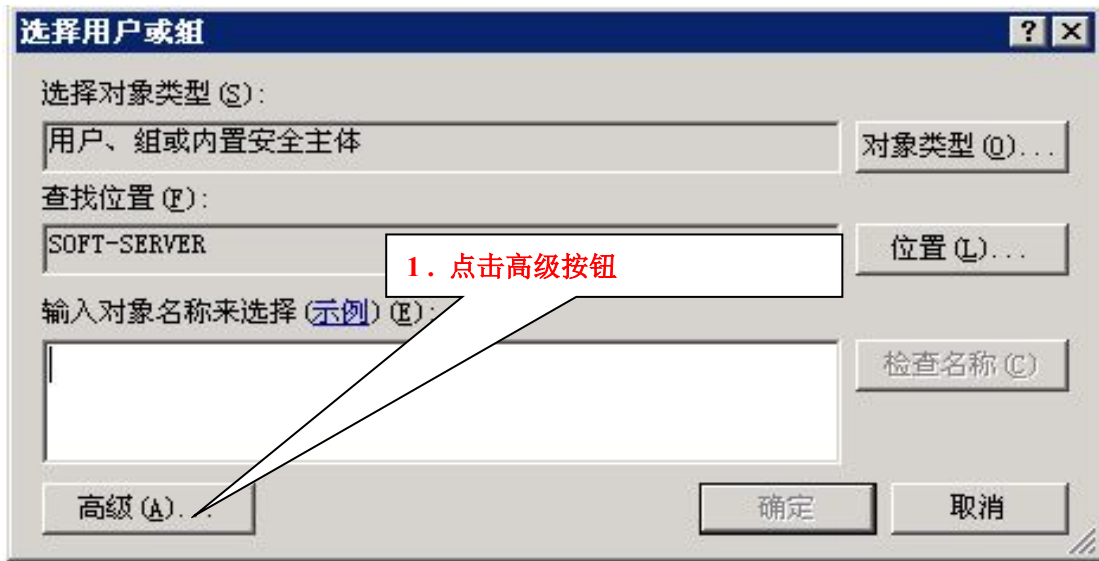 选择用户或组
选择对象类型(S):
用户、组或内置安全主体
对象类型(O)...
查找位置(F):
SOFT-SERVER
位置(L)...
1. 点击高级按钮
输入对象名称来选择(示例)(E):
检查名称(C)
高级(A)...
确定
取消